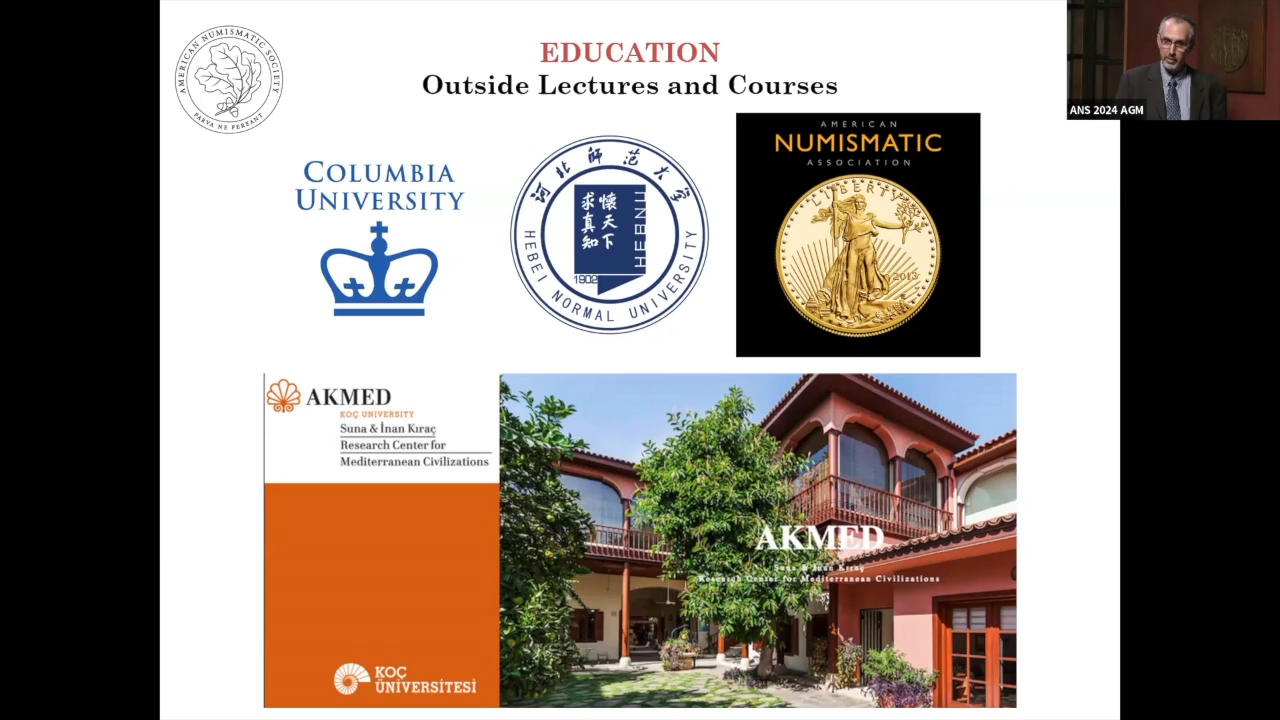 AMERICAN NUMISMATIC SOCIETY
PARVA NE PEREANT
EDUCATION
Outside Lectures and Courses
ANS 2024 AGM
COLUMBIA
UNIVERSITY
河北师范大学
懷天下
求真知
HEBNU
1902
HEBEI NORMAL UNIVERSITY
AMERICAN
NUMISMATIC
ASSOCIATION
LIBERTY
2013
AKMED
KOÇ UNIVERSITY
Suna & İnan Kıraç
Research Center for
Mediterranean Civilizations
KOÇ
ÜNİVERSİTESİ
AKMED
Suna & İnan Kıraç
Research Center for Mediterranean Civilizations